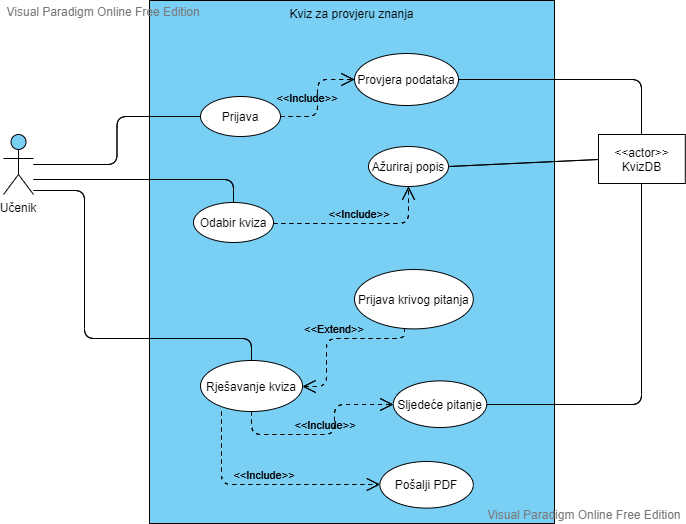 Visual Paradigm Online Free Edition
Kviz za provjeru znanja
Provjera podataka
<<Include>>
Prijava
<<actor>>
KvizDB
Ažuriraj popis
Učenik
<<Include>>
Odabir kviza
Prijava krivog pitanja
<<Extend>>
Rješavanje kviza
Sljedeće pitanje
<<Include>>
<<Include>>
Pošalji PDF
Visual Paradigm Online Free Edition